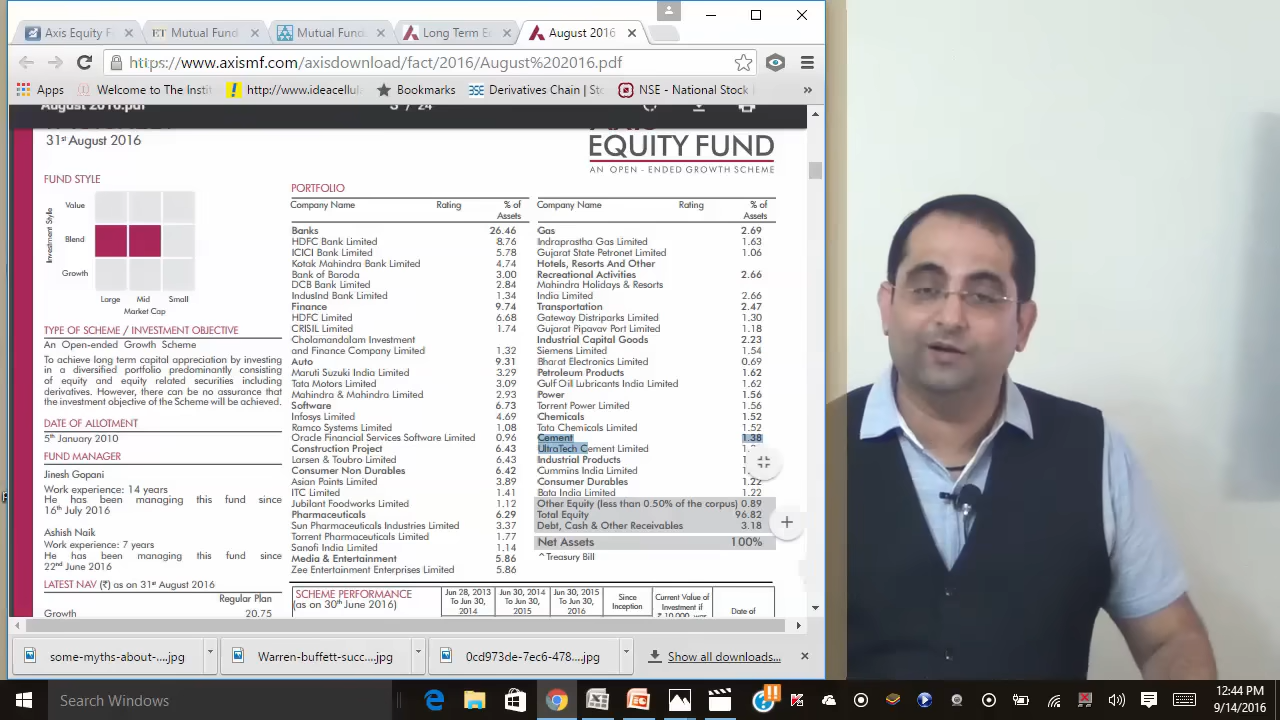 Axis Equity F
ET Mutual Fund
Mutual Fun
Long Term E
August 2016
https://www.axismf.com/axisdownload/fact/2016/August%202016.pdf
Apps
Welcome to The Instit
http://www.ideacellul
Bookmarks
Derivatives Chain | St
NSE - National Stock
»
August 2016.pdf
3 / 24
31st August 2016
EQUITY FUND
AN OPEN - ENDED GROWTH SCHEME
FUND STYLE
Investment Style
Value
Blend
Growth
Large Mid Small
Market Cap
TYPE OF SCHEME / INVESTMENT OBJECTIVE
An Open-ended Growth Scheme
To achieve long term capital appreciation by investing
in a diversified portfolio predominantly consisting
of equity and equity related securities including
derivatives. However, there can be no assurance that
the investment objective of the Scheme will be achieved.
DATE OF ALLOTMENT
5th January 2010
FUND MANAGER
Jinesh Gopani
Work experience: 14 years
He has been managing this fund since
16th July 2016
Ashish Naik
Work experience: 7 years
He has been managing this fund since
22nd June 2016
LATEST NAV (₹) as on 31st August 2016
Regular Plan
Growth 20.75
PORTFOLIO
Company Name Rating % of
Assets
Banks 26.46
HDFC Bank Limited 8.76
ICICI Bank Limited 5.78
Kotak Mahindra Bank Limited 4.74
Bank of Baroda 3.00
DCB Bank Limited 2.84
IndusInd Bank Limited 1.34
Finance 9.74
HDFC Limited 6.68
CRISIL Limited 1.74
Cholamandalam Investment
and Finance Company Limited 1.32
Auto 9.31
Maruti Suzuki India Limited 3.29
Tata Motors Limited 3.09
Mahindra & Mahindra Limited 2.93
Software 6.73
Infosys Limited 4.69
Ramco Systems Limited 1.08
Oracle Financial Services Software Limited 0.96
Construction Project 6.43
Larsen & Toubro Limited 6.43
Consumer Non Durables 6.42
Asian Paints Limited 3.89
ITC Limited 1.41
Jubilant Foodworks Limited 1.12
Pharmaceuticals 6.29
Sun Pharmaceuticals Industries Limited 3.37
Torrent Pharmaceuticals Limited 1.77
Sanofi India Limited 1.14
Media & Entertainment 5.86
Zee Entertainment Enterprises Limited 5.86
Company Name Rating % of
Assets
Gas 2.69
Indraprastha Gas Limited 1.63
Gujarat State Petronet Limited 1.06
Hotels, Resorts And Other
Recreational Activities 2.66
Mahindra Holidays & Resorts
India Limited 2.66
Transportation 2.47
Gateway Distriparks Limited 1.30
Gujarat Pipavav Port Limited 1.18
Industrial Capital Goods 2.23
Siemens Limited 1.54
Bharat Electronics Limited 0.69
Petroleum Products 1.62
Gulf Oil Lubricants India Limited 1.62
Power 1.56
Torrent Power Limited 1.56
Chemicals 1.52
Tata Chemicals Limited 1.52
Cement 1.38
UltraTech Cement Limited
Industrial Products
Cummins India Limited
Consumer Durables 1.22
Bata India Limited 1.22
Other Equity (less than 0.50% of the corpus) 0.89
Total Equity 96.82
Debt, Cash & Other Receivables 3.18
Net Assets 100%
^Treasury Bill
SCHEME PERFORMANCE
(as on 30th June 2016)
Jun 28, 2013
To Jun 30,
2014
Jun 30, 2014
To Jun 30,
2015
Jun 30, 2015
To Jun 30,
2016
Since
Inception
Current Value of
Investment if
Date of
some-myths-about-....jpg
Warren-buffett-succ....jpg
0cd973de-7ec6-478....jpg
Show all downloads...
Search Windows
12:44 PM
9/14/2016